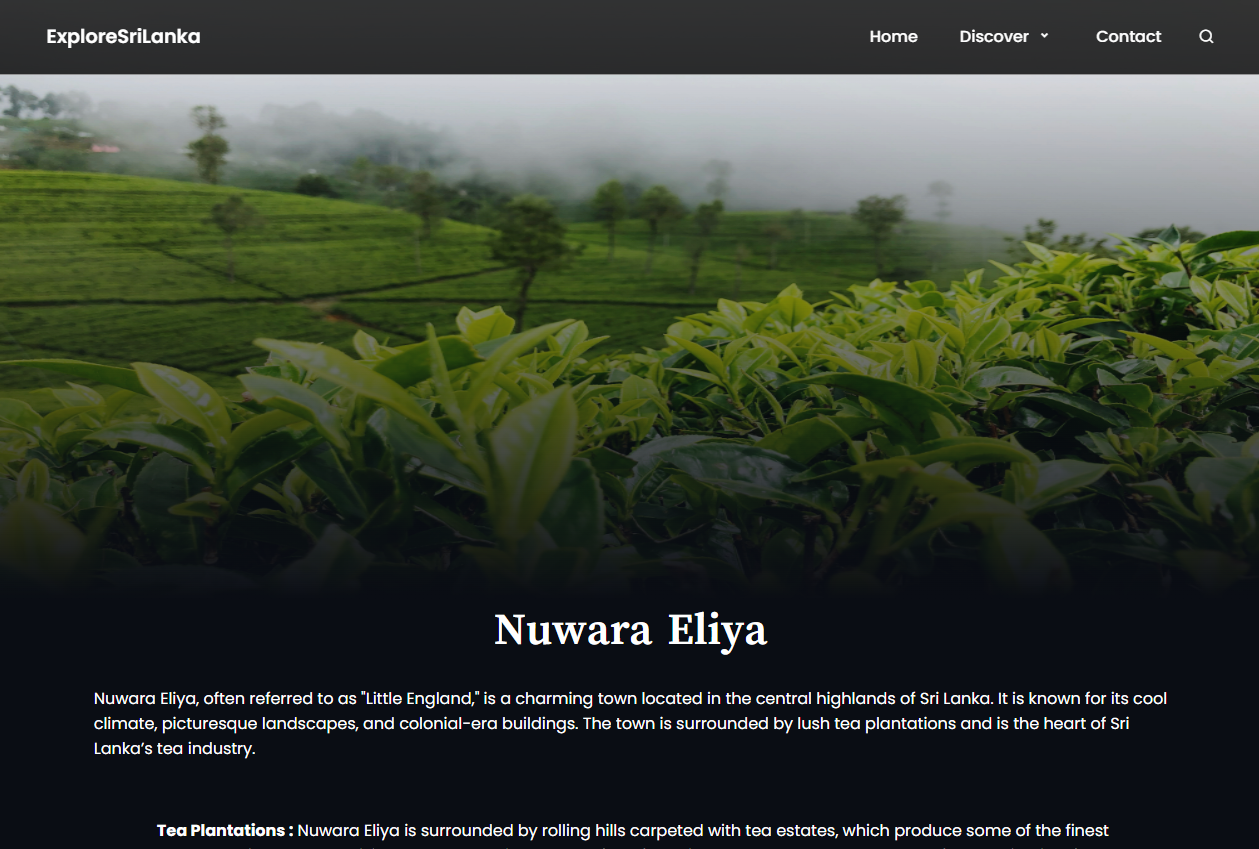 ExploreSriLanka
Home
Discover
Contact
Nuwara Eliya
Nuwara Eliya, often referred to as "Little England," is a charming town located in the central highlands of Sri Lanka. It is known for its cool
climate, picturesque landscapes, and colonial-era buildings. The town is surrounded by lush tea plantations and is the heart of Sri
Lanka’s tea industry.
Tea Plantations : Nuwara Eliya is surrounded by rolling hills carpeted with tea estates, which produce some of the finest